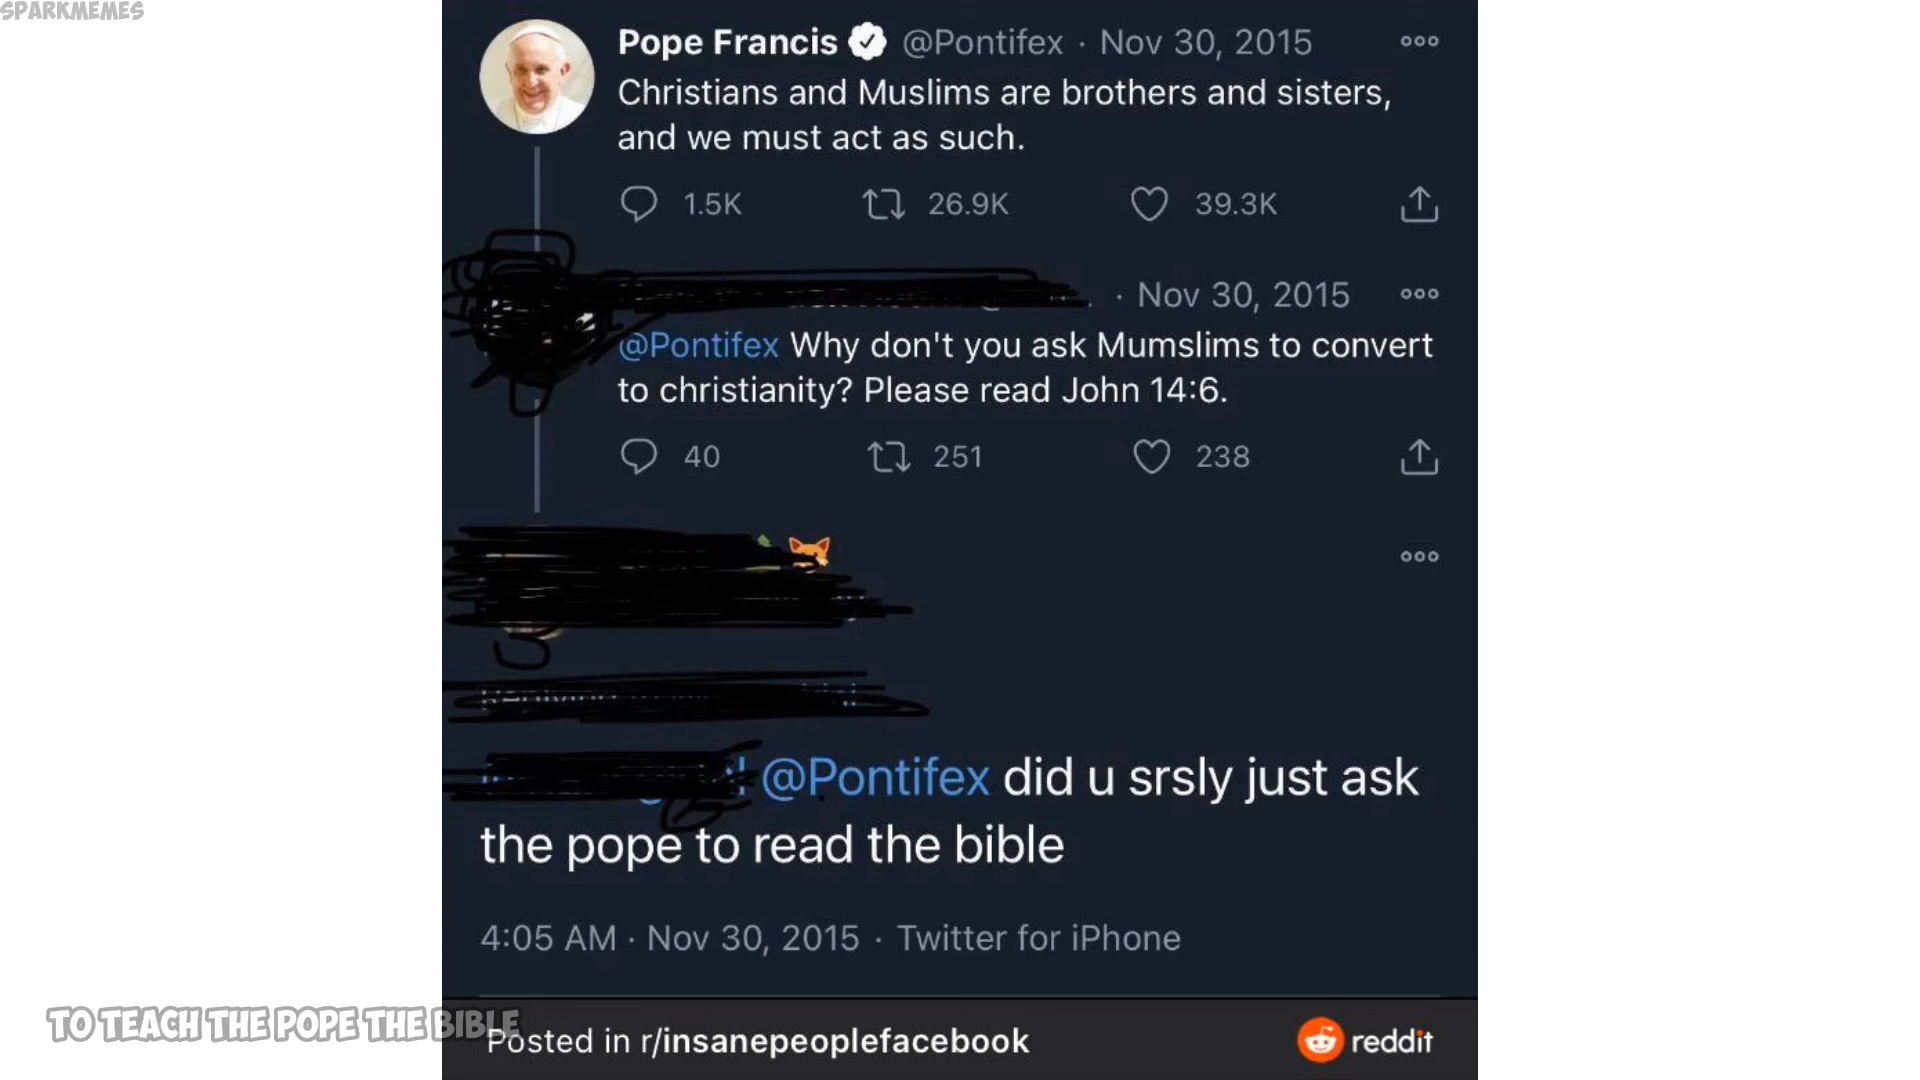 SPARKMEMES
Pope Francis @Pontifex · Nov 30, 2015
Christians and Muslims are brothers and sisters,
and we must act as such.
1.5K 26.9K 39.3K
· Nov 30, 2015
@Pontifex Why don't you ask Mumslims to convert
to christianity? Please read John 14:6.
40 251 238
@Pontifex did u srsly just ask
the pope to read the bible
4:05 AM · Nov 30, 2015 · Twitter for iPhone
TO TEACH THE POPE THE BIBLE
Posted in r/insanepeoplefacebook
reddit